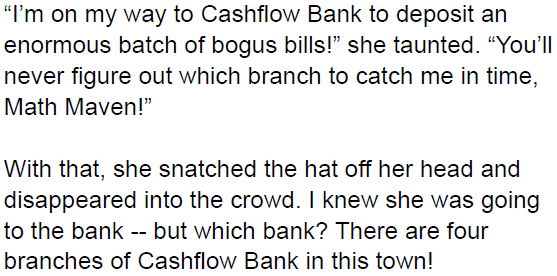 “I’m on my way to Cashflow Bank to deposit an
enormous batch of bogus bills!” she taunted. “You’ll
never figure out which branch to catch me in time,
Math Maven!”
With that, she snatched the hat off her head and
disappeared into the crowd. I knew she was going
to the bank -- but which bank? There are four
branches of Cashflow Bank in this town!